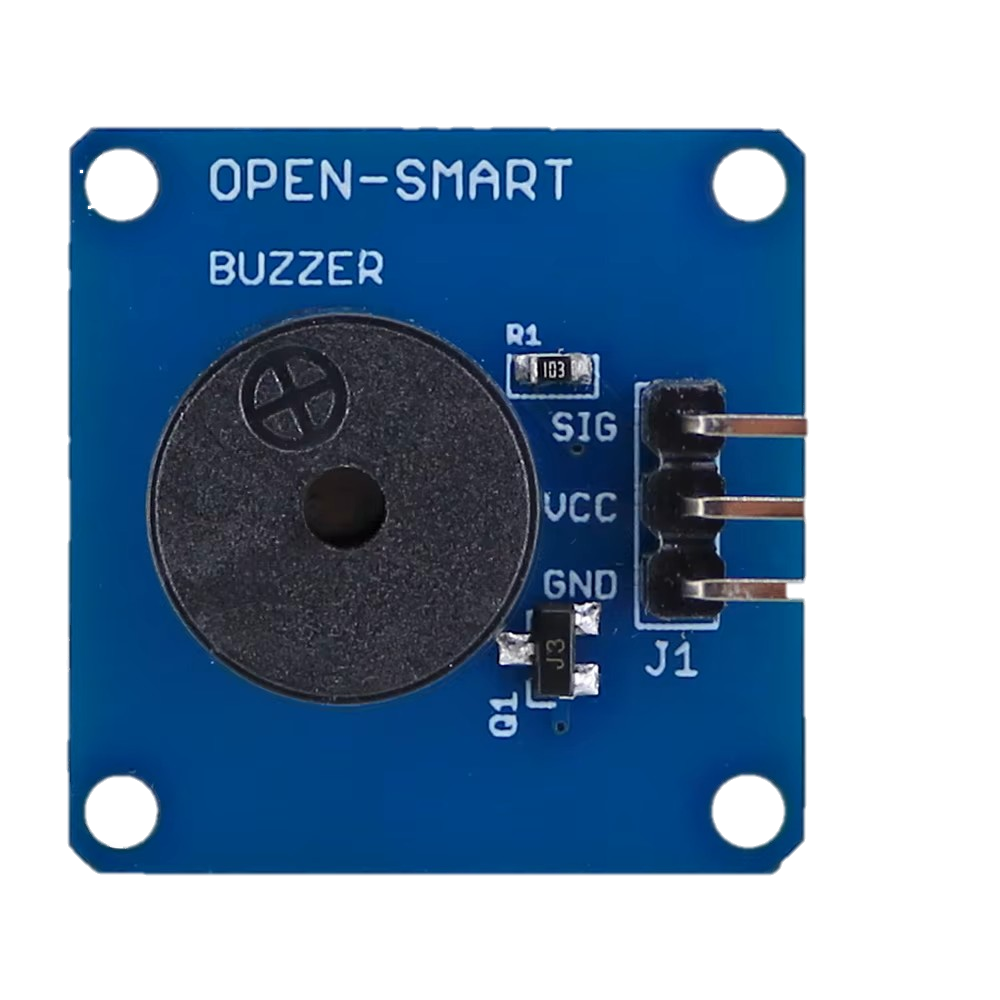 OPEN-SMART
BUZZER
R1
103
SIG
VCC
GND
J3
J1
Q1